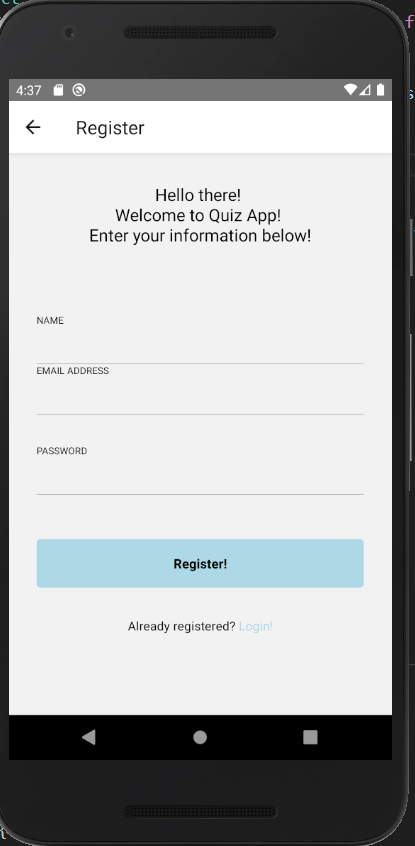 4:37
Register
Hello there!
Welcome to Quiz App!
Enter your information below!
NAME
EMAIL ADDRESS
PASSWORD
Register!
Already registered? Login!